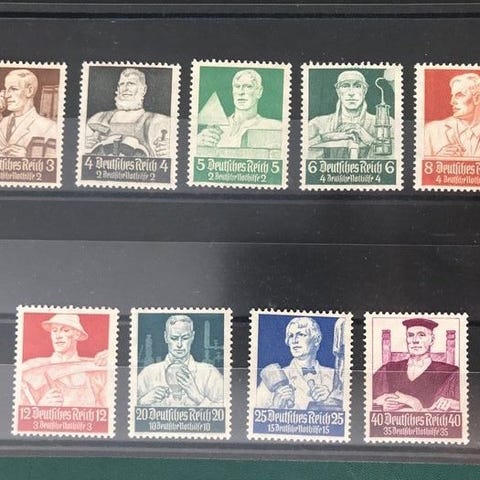 3
Deutsche Nothilfe 2
4 Deutsches Reich 4
2 Deutsche Nothilfe 2
5 Deutsches Reich 5
2 Deutsche Nothilfe 2
6 Deutsches Reich 6
4 Deutsche Nothilfe 4
8 Deutsches
4 Deutsche
12 Deutsches Reich 12
3 Deutsche Nothilfe 3
20 Deutsches Reich 20
10 Deutsche Nothilfe 10
25 Deutsches Reich 25
15 Deutsche Nothilfe 15
40 Deutsches Reich 40
35 Deutsche Nothilfe 35